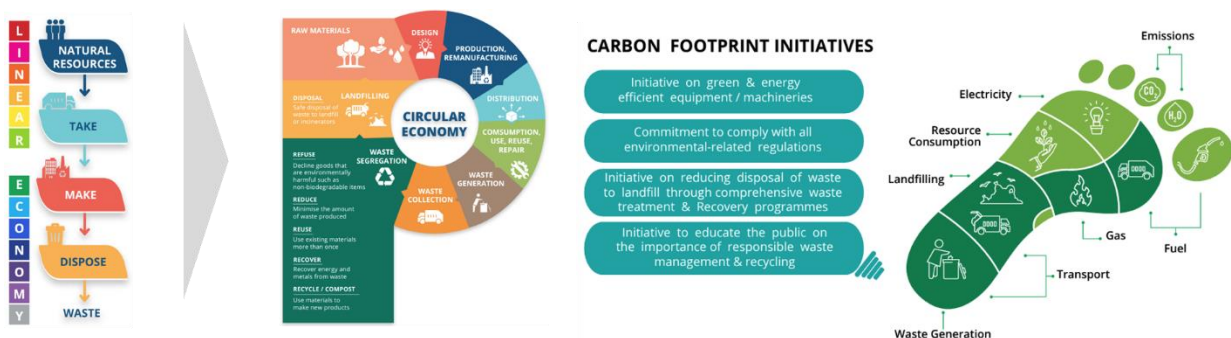 LINEAR
ECONOMY
NATURAL
RESOURCES
TAKE
MAKE
DISPOSE
WASTE
RAW MATERIALS
DESIGN
PRODUCTION,
REMANUFACTURING
DISTRIBUTION
CONSUMPTION,
USE, REUSE,
REPAIR
WASTE
GENERATION
WASTE
COLLECTION
WASTE
SEGREGATION
LANDFILLING
CIRCULAR
ECONOMY
DISPOSAL
Safe disposal of
waste to landfill
or incinerators
REFUSE
Decline goods that
are environmentally
harmful such as
non-biodegradable items
REDUCE
Minimise the amount
of waste produced
REUSE
Use existing materials
more than once
RECOVER
Recover energy and
metals from waste
RECYCLE / COMPOST
Use materials to
make new products
CARBON FOOTPRINT INITIATIVES
Initiative on green & energy
efficient equipment / machineries
Commitment to comply with all
environmental-related regulations
Initiative on reducing disposal of waste
to landfill through comprehensive waste
treatment & Recovery programmes
Initiative to educate the public on
the importance of responsible waste
management & recycling
Emissions
CO₂
H₂O
Electricity
Resource
Consumption
Landfilling
Gas
Fuel
Transport
Waste Generation